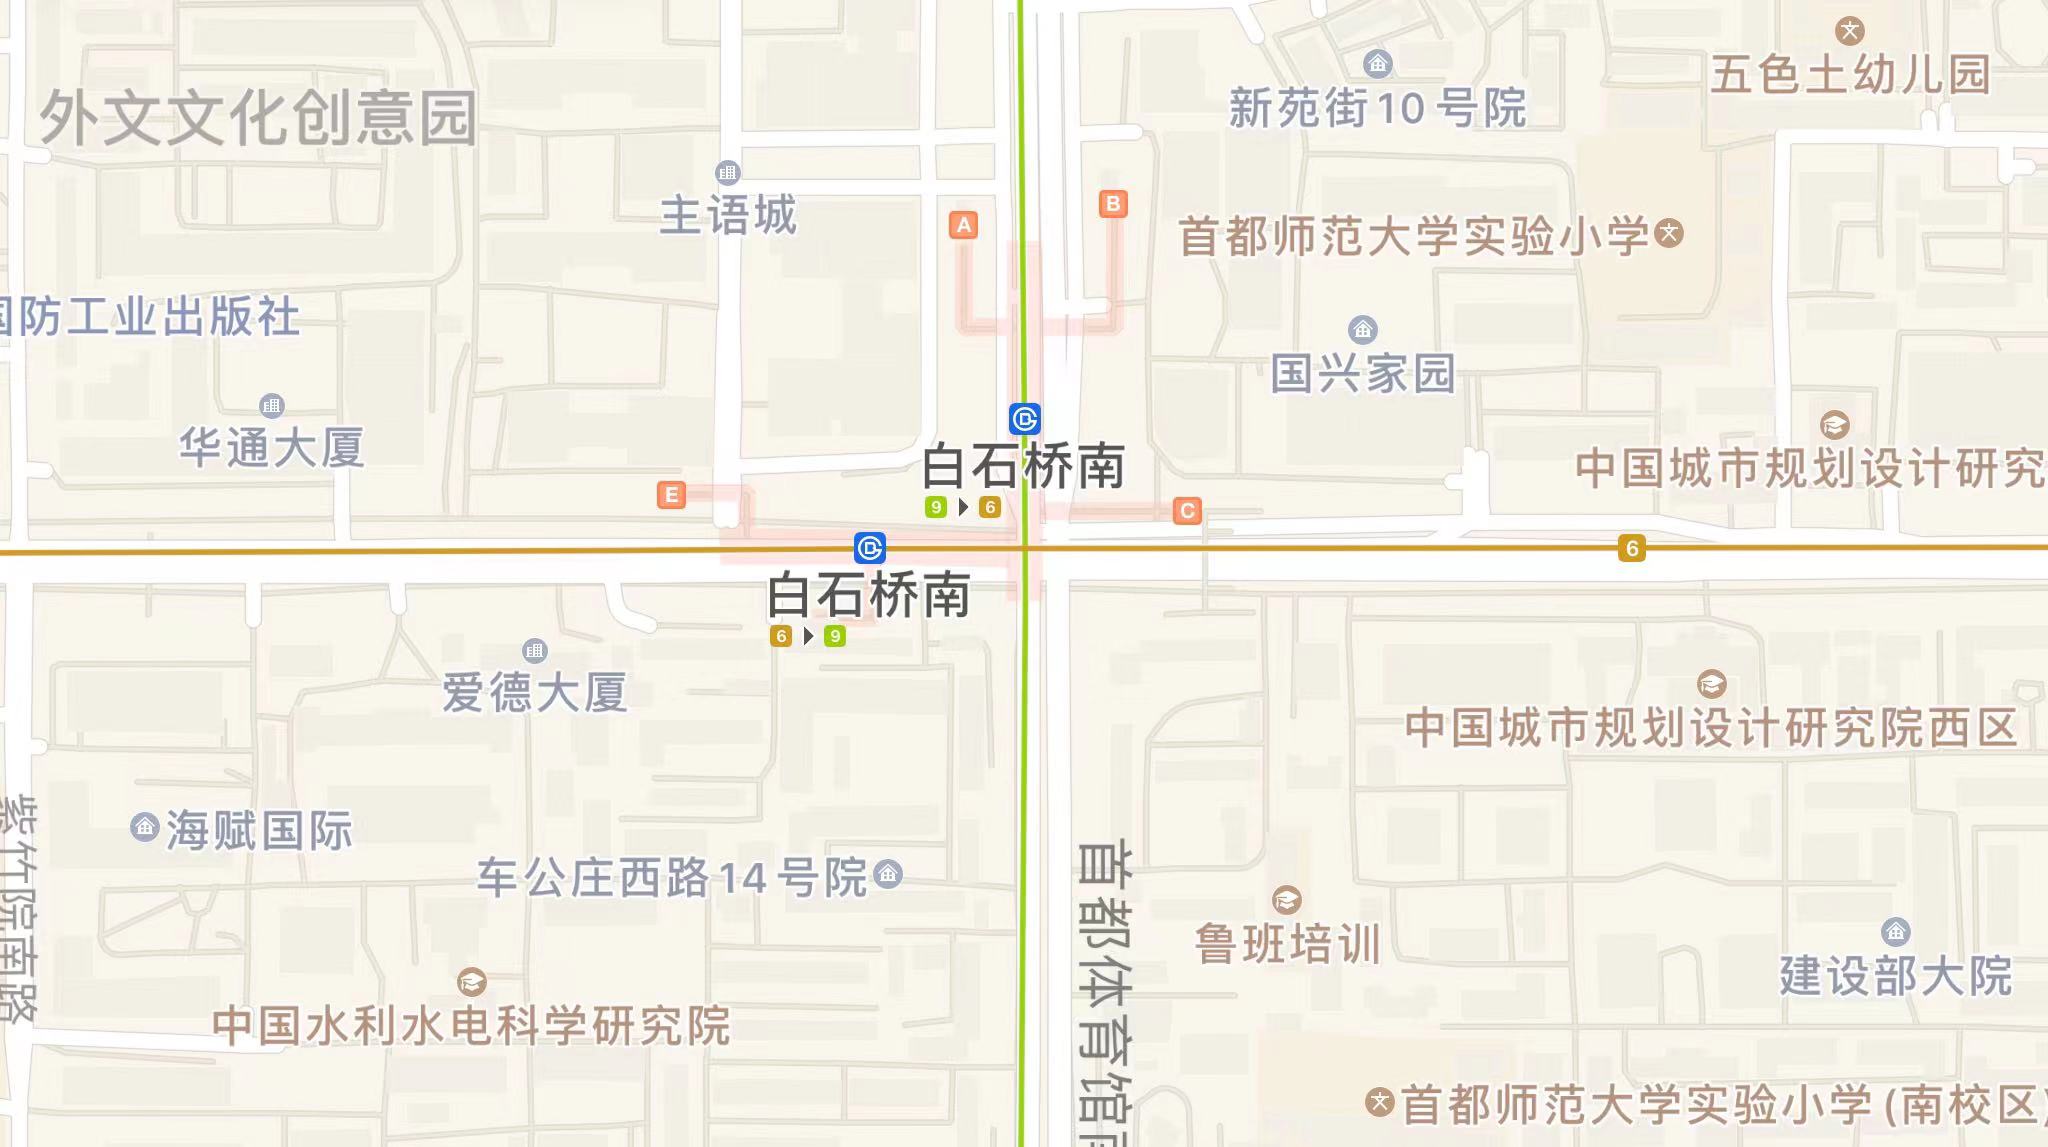 五色土幼儿园
新苑街10号院
外文文化创意园
主语城
A
B
首都师范大学实验小学
国防工业出版社
国兴家园
华通大厦
中国城市规划设计研究
白石桥南
E
9
6
C
6
白石桥南
6
9
爱德大厦
中国城市规划设计研究院西区
海赋国际
紫竹院南路
车公庄西路14号院
首都体育馆南
鲁班培训
建设部大院
中国水利水电科学研究院
首都师范大学实验小学(南校区)